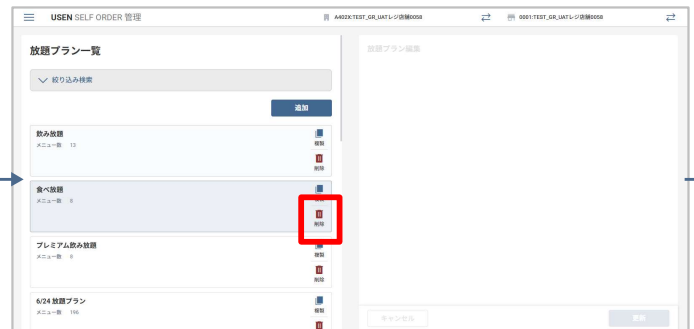 USEN SELF ORDER 管理
A402X:TEST_GR_UATレジ店舗0058
0001:TEST_GR_UATレジ店舗0058
放題プラン一覧
放題プラン編集
絞り込み検索
追加
飲み放題
メニュー数 13
複製
削除
食べ放題
メニュー数 8
削除
プレミアム飲み放題
メニュー数 9
複製
削除
6/24 放題プラン
メニュー数 196
複製
キャンセル
更新